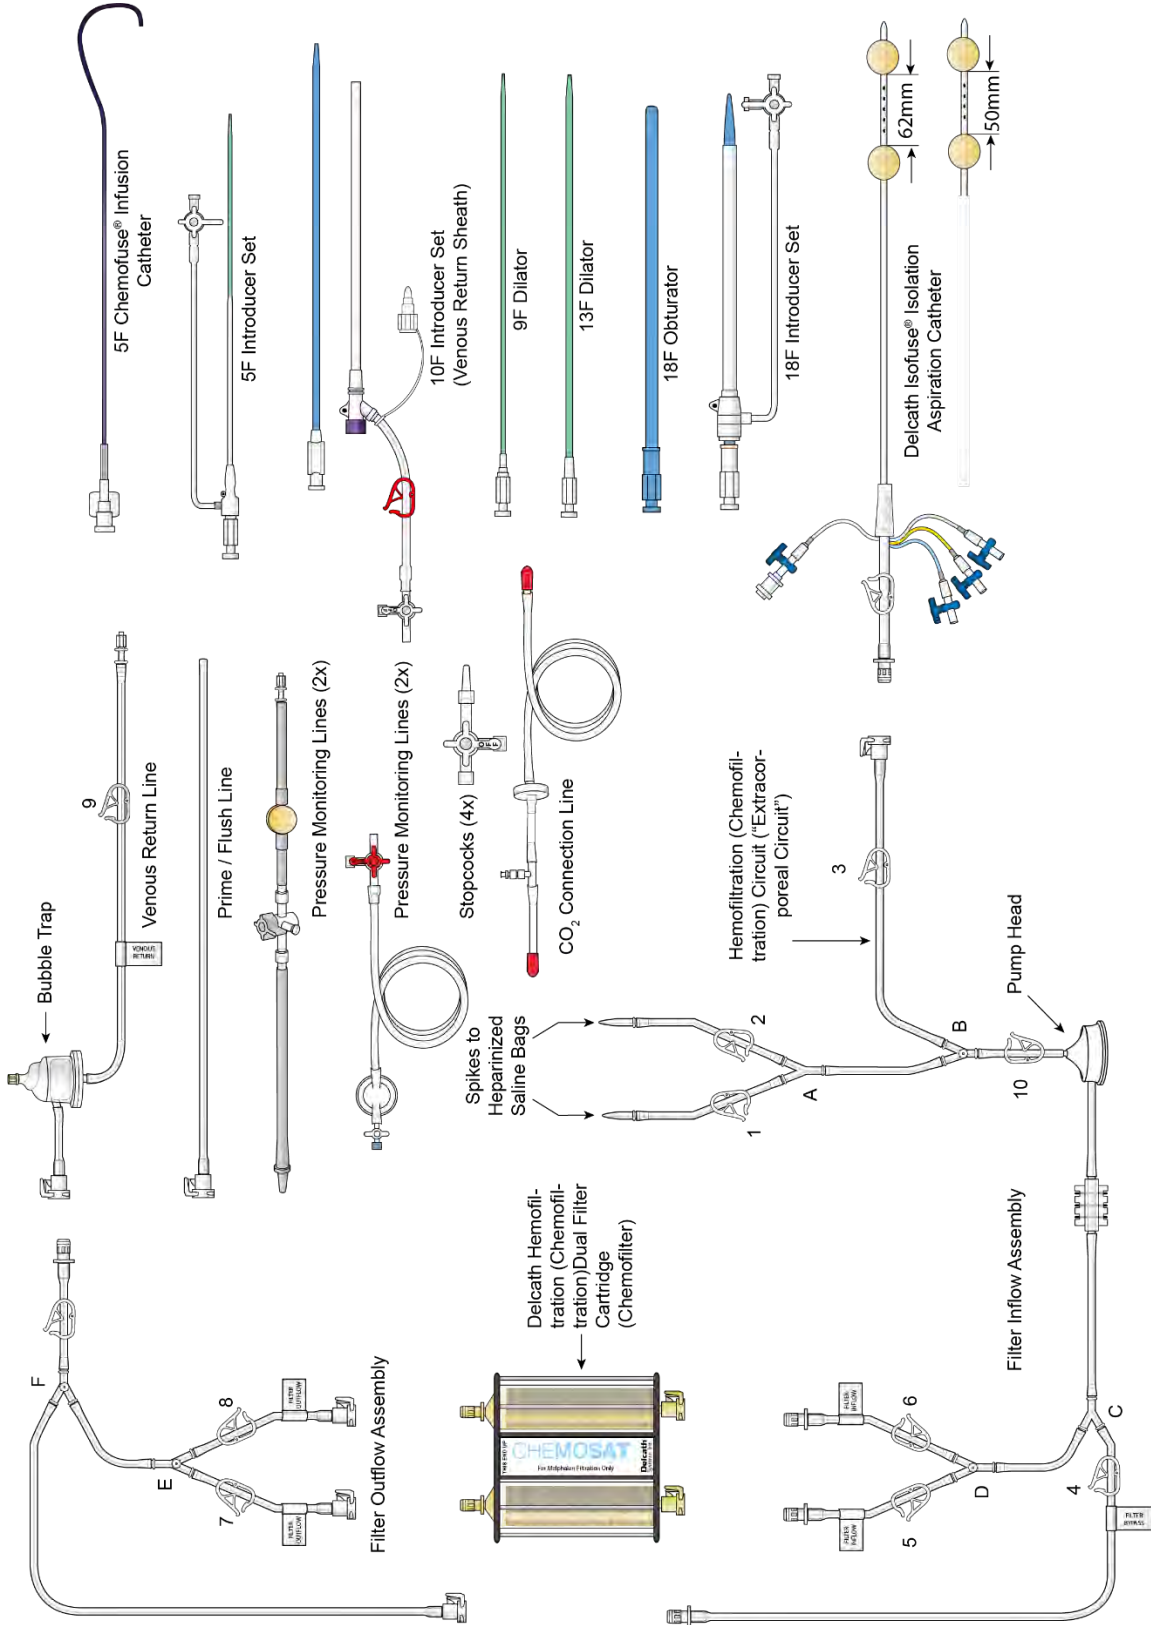 5F Chemofuse® Infusion
Catheter
5F Introducer Set
10F Introducer Set
(Venous Return Sheath)
9F Dilator
13F Dilator
18F Obturator
18F Introducer Set
62mm
50mm
Delcath Isofuse® Isolation
Aspiration Catheter
Bubble Trap
9
VENOUS
RETURN
Venous Return Line
Prime / Flush Line
Pressure Monitoring Lines (2x)
Pressure Monitoring Lines (2x)
OFF
Stopcocks (4x)
CO2 Connection Line
Spikes to
Heparinized
Saline Bags
1
2
A
B
3
10
Hemofiltration (Chemofil-
tration) Circuit (“Extracor-
poreal Circuit”)
Pump Head
F
E
7
8
FILTER
OUTFLOW
FILTER
OUTFLOW
Filter Outflow Assembly
THIS END UP
CHEMOSAT
For Melphalan Filtration Only
Delcath
Delcath Hemofil-
tration (Chemofil-
tration)Dual Filter
Cartridge
(Chemofilter)
FILTER
INFLOW
FILTER
INFLOW
5
6
D
C
4
FILTER
BYPASS
Filter Inflow Assembly